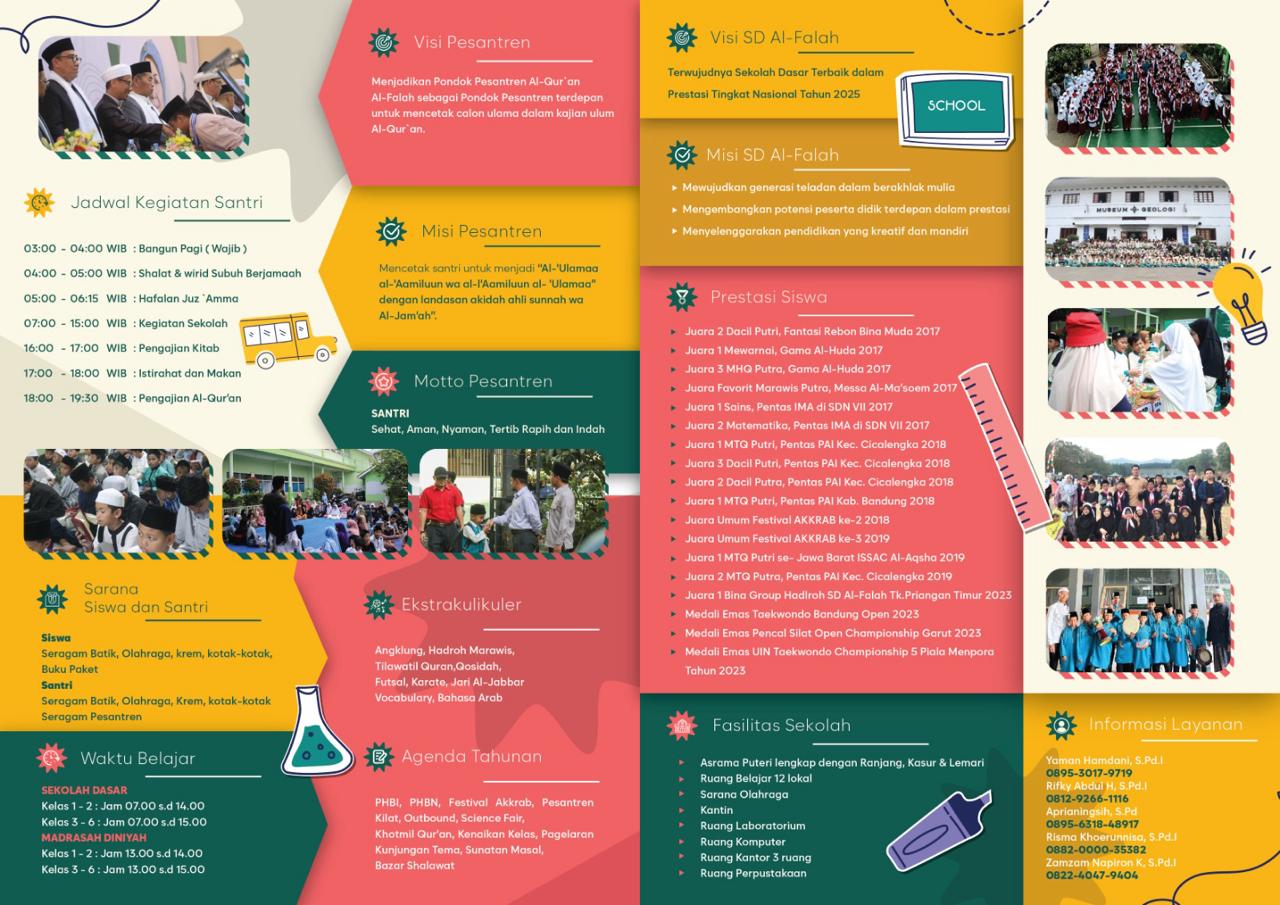 Visi Pesantren
Menjadikan Pondok Pesantren Al-Qur`an
Al-Falah sebagai Pondok Pesantren terdepan
untuk mencetak calon ulama dalam kajian ulum
Al-Qur`an.
Jadwal Kegiatan Santri
03:00 - 04:00 WIB : Bangun Pagi ( Wajib )
04:00 - 05:00 WIB : Shalat & wirid Subuh Berjamaah
05:00 - 06:15 WIB : Hafalan Juz `Amma
07:00 - 15:00 WIB : Kegiatan Sekolah
16:00 - 17:00 WIB : Pengajian Kitab
17:00 - 18:00 WIB : Istirahat dan Makan
18:00 - 19:30 WIB : Pengajian Al-Qur'an
Misi Pesantren
Mencetak santri untuk menjadi "Al-'Ulamaa
al-'Aamiluun wa al-l'Aamiluun al- 'Ulamaa"
dengan landasan akidah ahli sunnah wa
Al-Jam'ah".
Motto Pesantren
SANTRI
Sehat, Aman, Nyaman, Tertib Rapih dan Indah
Sarana
Siswa dan Santri
Siswa
Seragam Batik, Olahraga, krem, kotak-kotak,
Buku Paket
Santri
Seragam Batik, Olahraga, Krem, kotak-kotak
Seragam Pesantren
Ekstrakulikuler
Angklung, Hadroh Marawis,
Tilawatil Quran,Qosidah,
Futsal, Karate, Jari Al-Jabbar
Vocabulary, Bahasa Arab
Waktu Belajar
SEKOLAH DASAR
Kelas 1 - 2 : Jam 07.00 s.d 14.00
Kelas 3 - 6 : Jam 07.00 s.d 15.00
MADRASAH DINIYAH
Kelas 1 - 2 : Jam 13.00 s.d 14.00
Kelas 3 - 6 : Jam 13.00 s.d 15.00
Agenda Tahunan
PHBI, PHBN, Festival Akkrab, Pesantren
Kilat, Outbound, Science Fair,
Khotmil Qur'an, Kenaikan Kelas, Pagelaran
Kunjungan Tema, Sunatan Masal,
Bazar Shalawat
Visi SD Al-Falah
Terwujudnya Sekolah Dasar Terbaik dalam
Prestasi Tingkat Nasional Tahun 2025
SCHOOL
Misi SD Al-Falah
Mewujudkan generasi teladan dalam berakhlak mulia
Mengembangkan potensi peserta didik terdepan dalam prestasi
Menyelenggarakan pendidikan yang kreatif dan mandiri
Prestasi Siswa
Juara 2 Dacil Putri, Fantasi Rebon Bina Muda 2017
Juara 1 Mewarnai, Gama Al-Huda 2017
Juara 3 MHQ Putra, Gama Al-Huda 2017
Juara Favorit Marawis Putra, Messa Al-Ma'soem 2017
Juara 1 Sains, Pentas IMA di SDN VII 2017
Juara 2 Matematika, Pentas IMA di SDN VII 2017
Juara 1 MTQ Putri, Pentas PAI Kec. Cicalengka 2018
Juara 3 Dacil Putri, Pentas PAI Kec. Cicalengka 2018
Juara 2 Dacil Putra, Pentas PAI Kec. Cicalengka 2018
Juara 1 MTQ Putri, Pentas PAI Kab. Bandung 2018
Juara Umum Festival AKKRAB ke-2 2018
Juara Umum Festival AKKRAB ke-3 2019
Juara 1 MTQ Putri se- Jawa Barat ISSAC Al-Aqsha 2019
Juara 2 MTQ Putra, Pentas PAI Kec. Cicalengka 2019
Juara 1 Bina Group Hadlroh SD Al-Falah Tk.Priangan Timur 2023
Medali Emas Taekwondo Bandung Open 2023
Medali Emas Pencal Silat Open Championship Garut 2023
Medali Emas UIN Taekwondo Championship 5 Piala Menpora
Tahun 2023
MUSEUM GEOLOGI
Fasilitas Sekolah
Asrama Puteri lengkap dengan Ranjang, Kasur & Lemari
Ruang Belajar 12 lokal
Sarana Olahraga
Kantin
Ruang Laboratorium
Ruang Komputer
Ruang Kantor 3 ruang
Ruang Perpustakaan
Informasi Layanan
Yaman Hamdani, S.Pd.I
0895-3017-9719
Rifky Abdul H, S.Pd.I
0812-9266-1116
Aprianingsih, S.Pd
0895-6318-48917
Risma Khoerunnisa, S.Pd.I
0882-0000-35382
Zamzam Napiron K, S.Pd.I
0822-4047-9404